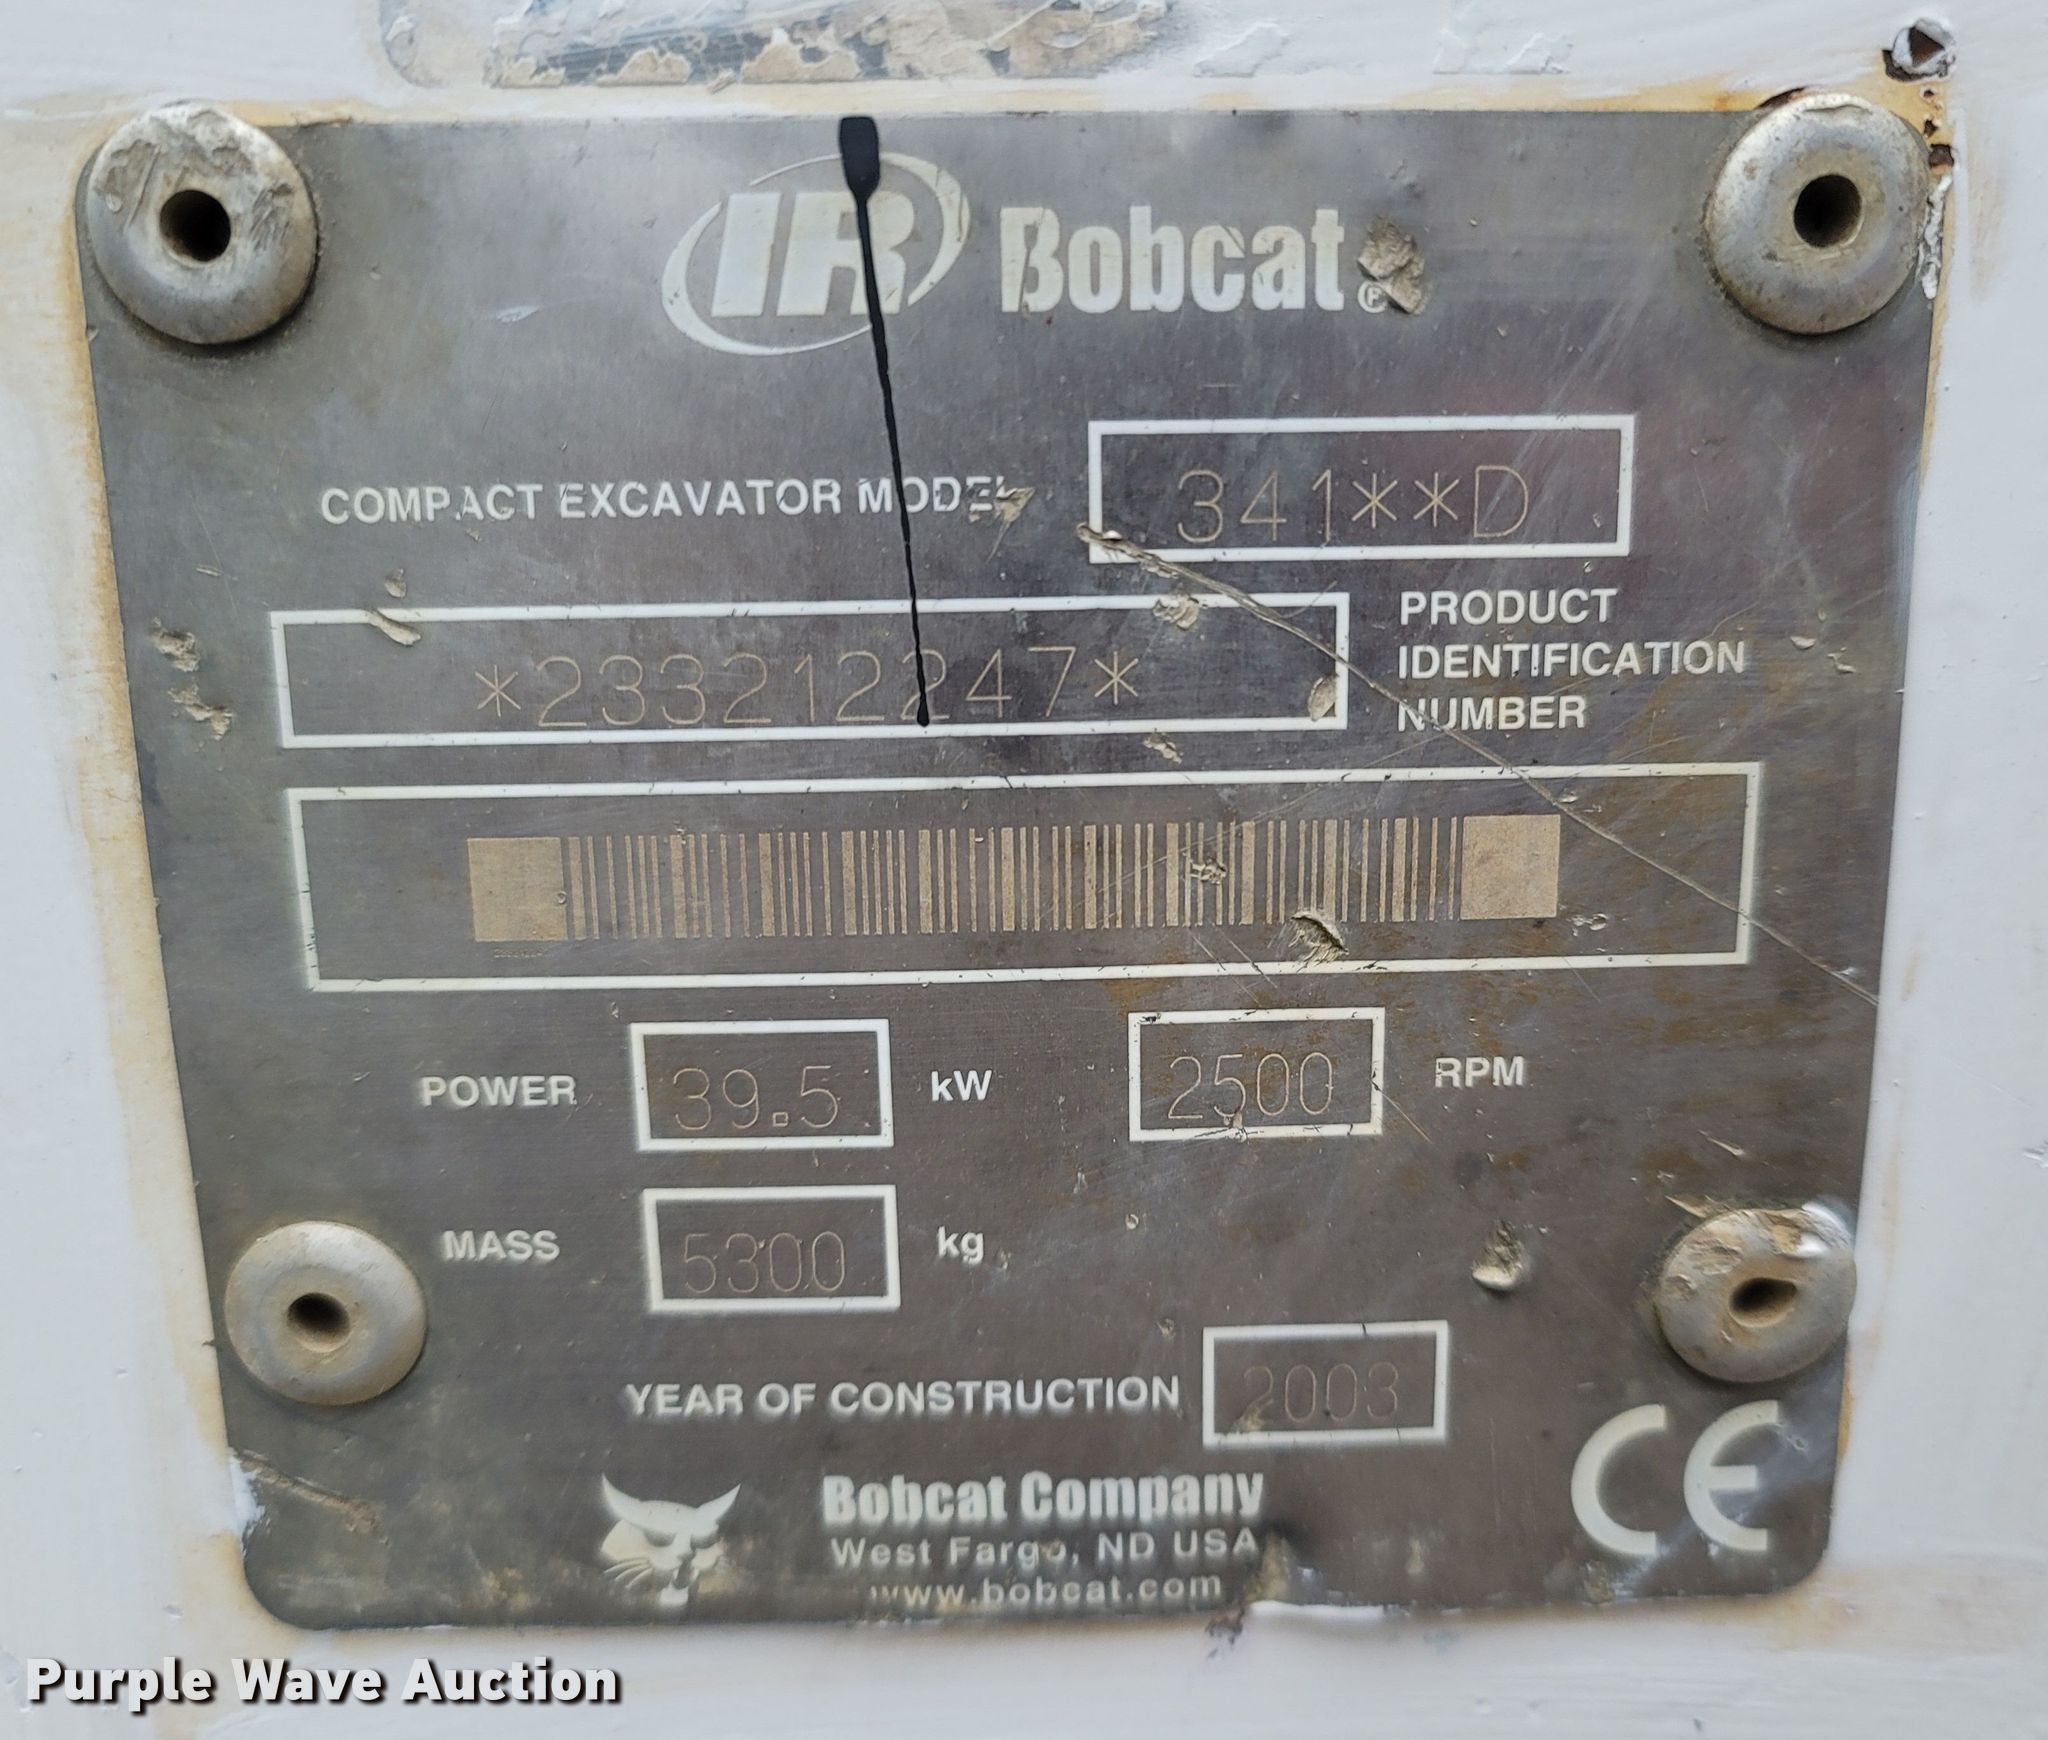 IR Bobcat®
COMPACT EXCAVATOR MODEL 341**D
*233212247*
PRODUCT
IDENTIFICATION
NUMBER
POWER 39.5 kW 2500 RPM
MASS 5300 kg
YEAR OF CONSTRUCTION 2003
Bobcat Company
West Fargo, ND USA
www.bobcat.com
CE
Purple Wave Auction